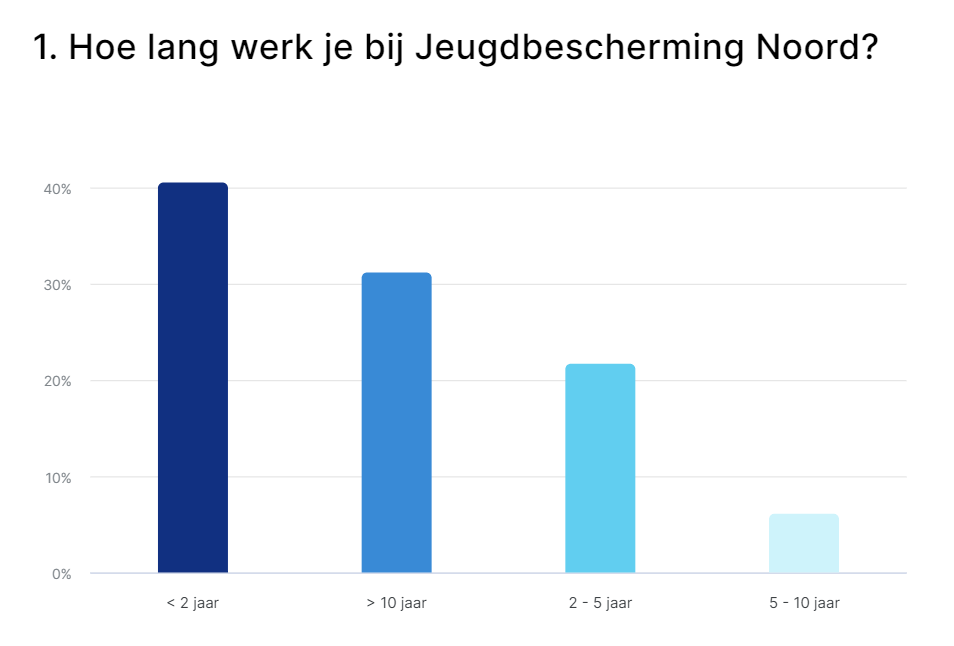 1. Hoe lang werk je bij Jeugdbescherming Noord?
40%
30%
20%
10%
0%
< 2 jaar
> 10 jaar
2 - 5 jaar
5 - 10 jaar